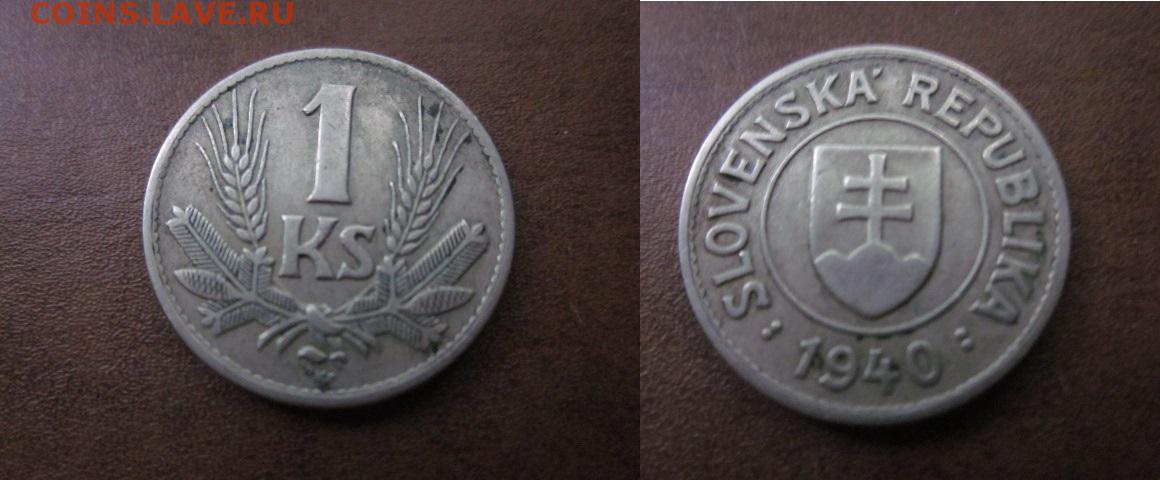 COINS.LAVE.RU
1
Ks
SLOVENSKÁ REPUBLIKA
: 1940 :